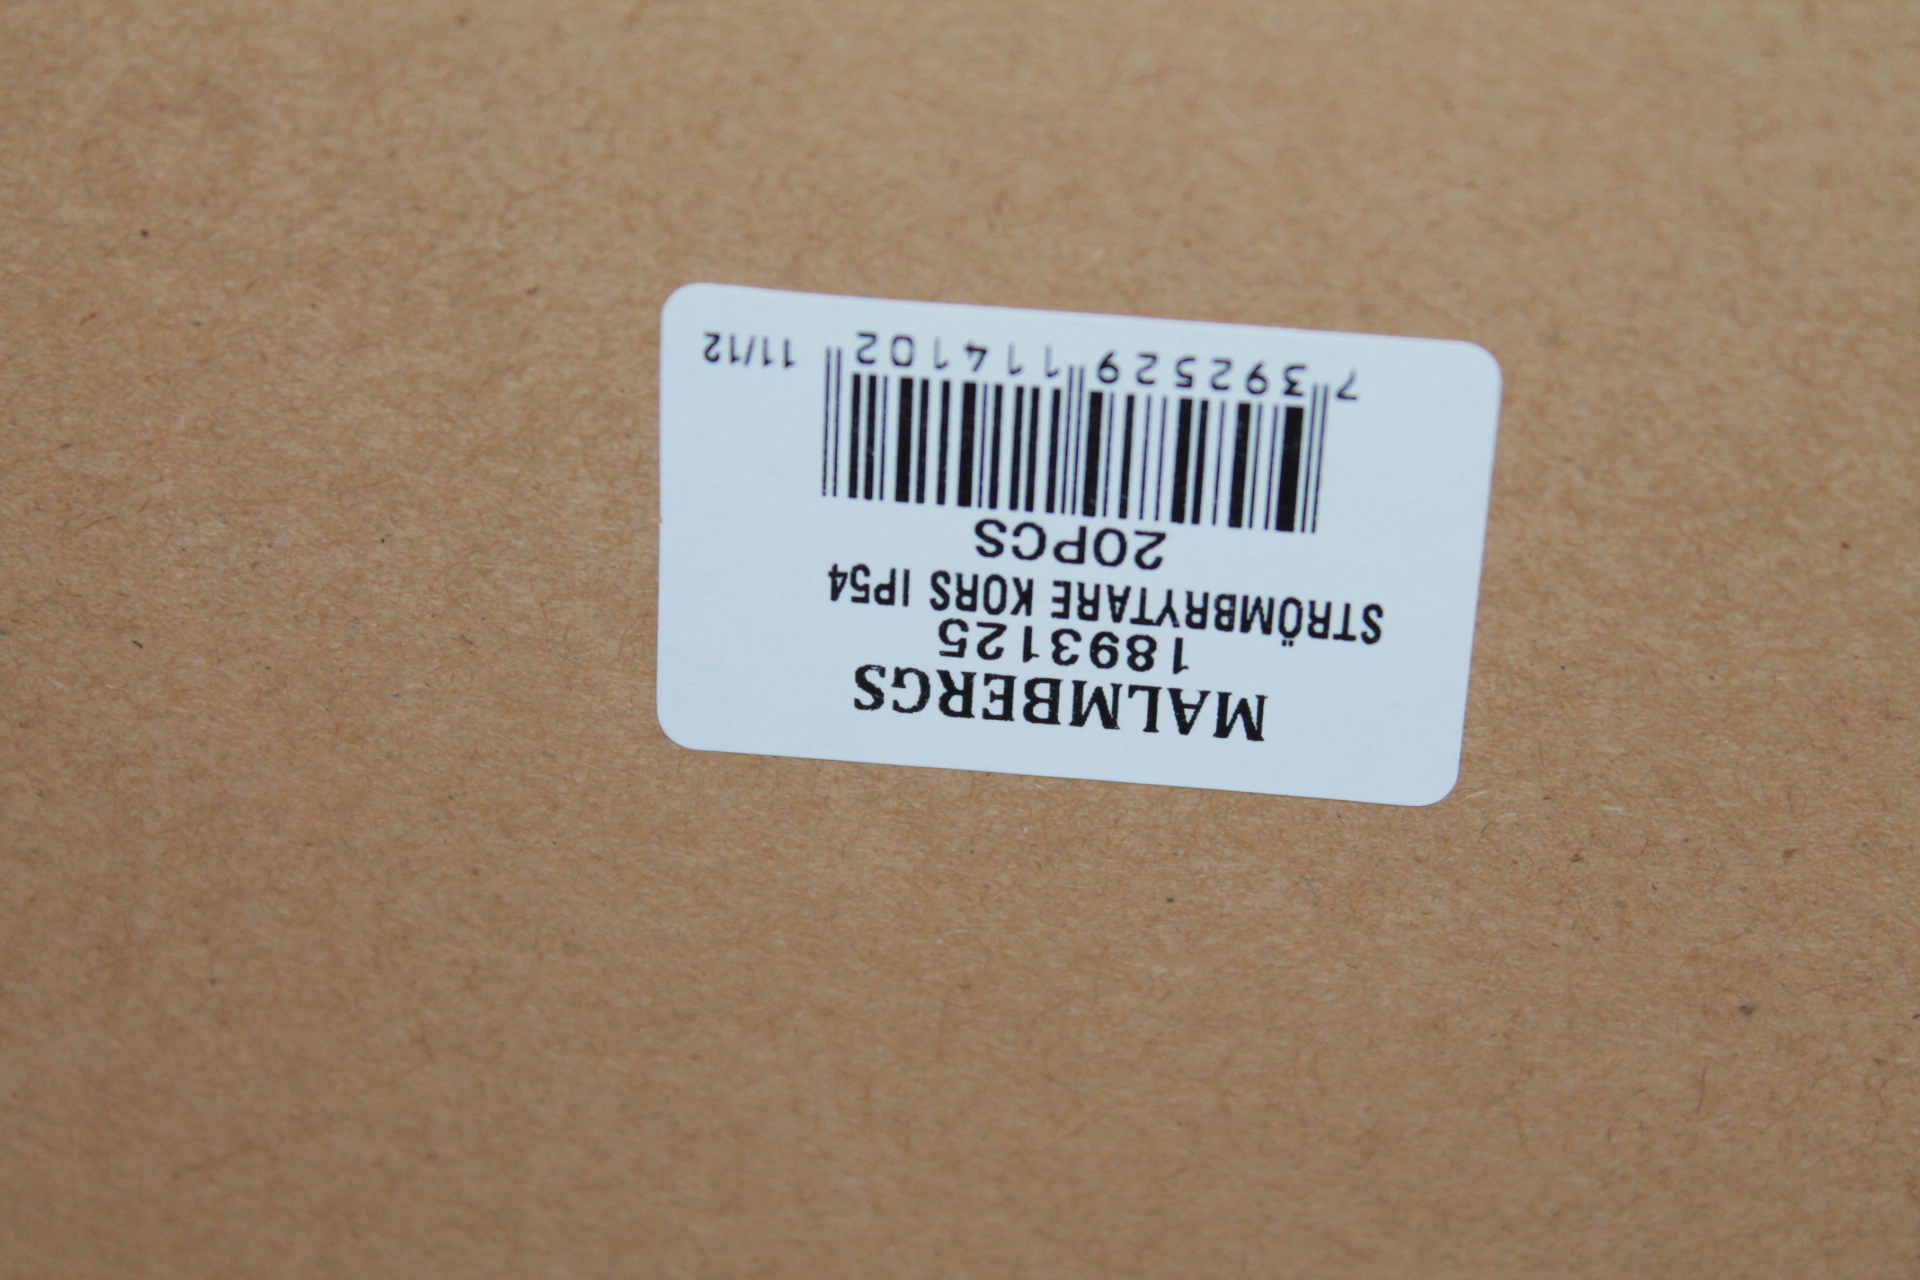 MALMBERGS
1893125
STRÖMBRYTARE KORS IP54
20PCS
7 392529 114102
11/12